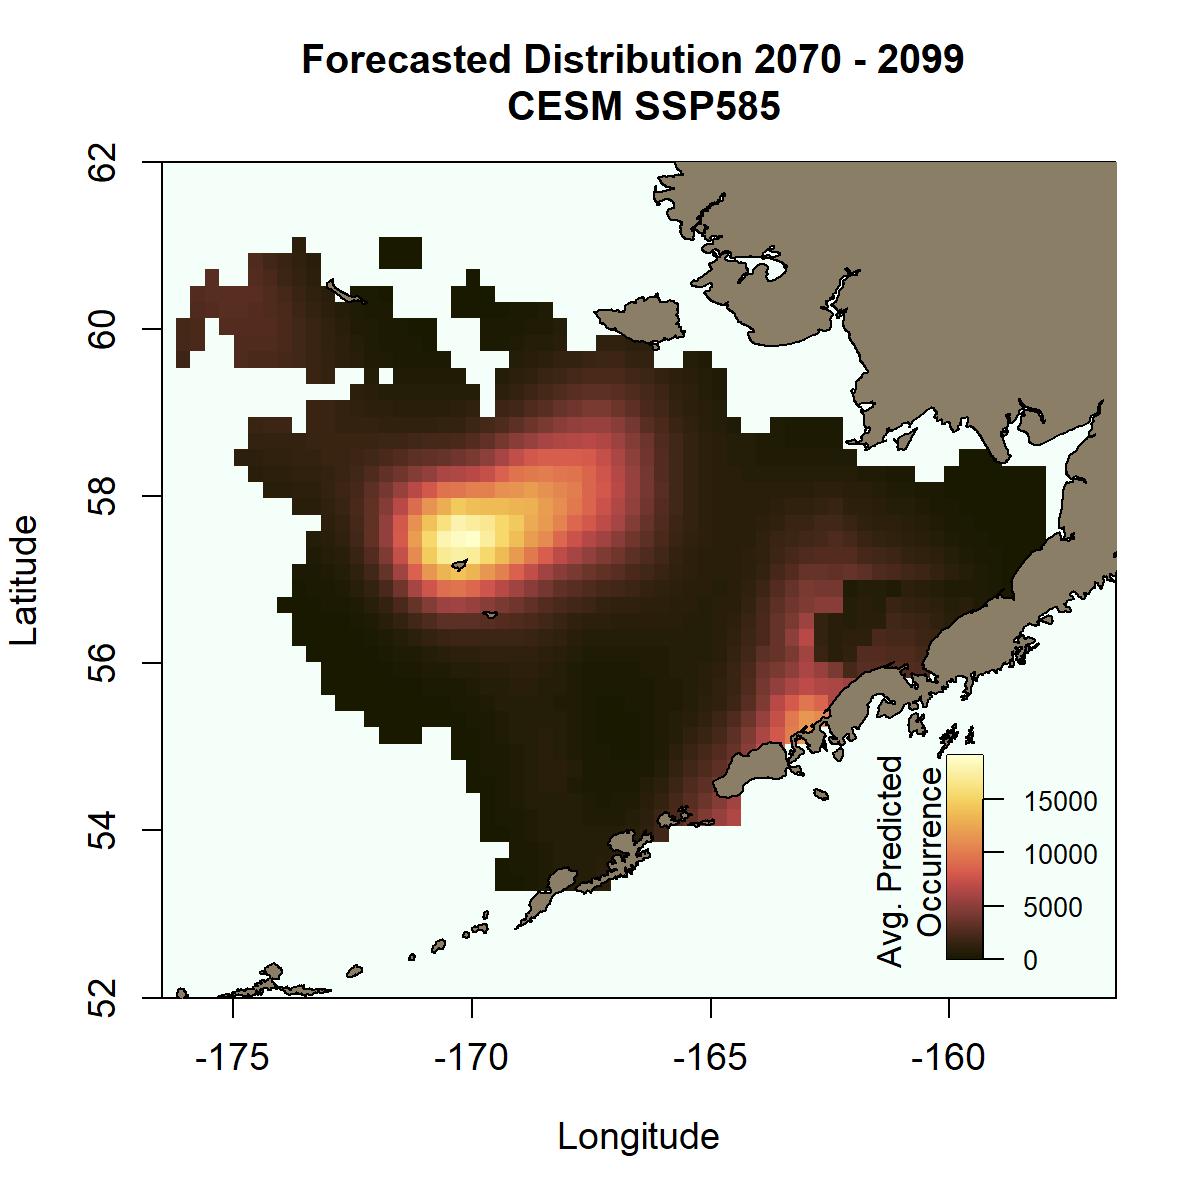 Forecasted Distribution 2070 - 2099
CESM SSP585
62
60
58
56
54
52
Latitude
-175
-170
-165
-160
Longitude
Avg. Predicted
Occurrence
15000
10000
5000
0